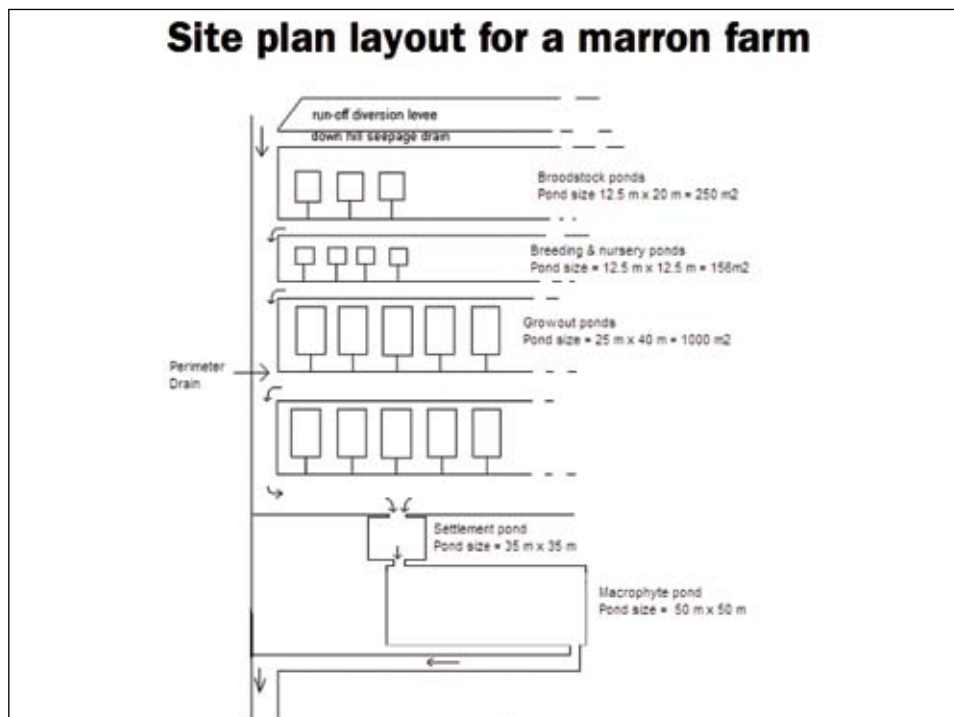 Site plan layout for a marron farm
run-off diversion levee
down hill seepage drain
Broodstock ponds
Pond size 12.5 m x 20 m = 250 m2
Breeding & nursery ponds
Pond size = 12.5 m x 12.5 m = 156m2
Growout ponds
Pond size = 25 m x 40 m = 1000 m2
Perimeter
Drain
Settlement pond
Pond size = 35 m x 35 m
Macrophyte pond
Pond size = 50 m x 50 m